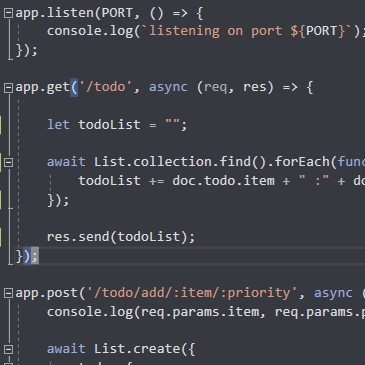 app.listen(PORT, () => {
console.log(`listening on port ${PORT}`);
});
app.get('/todo', async (req, res) => {
let todoList = "";
await List.collection.find().forEach(func
todoList += doc.todo.item + " :" + do
});
res.send(todoList);
});
app.post('/todo/add/:item/:priority', async (
console.log(req.params.item, req.params.p
await List.create({